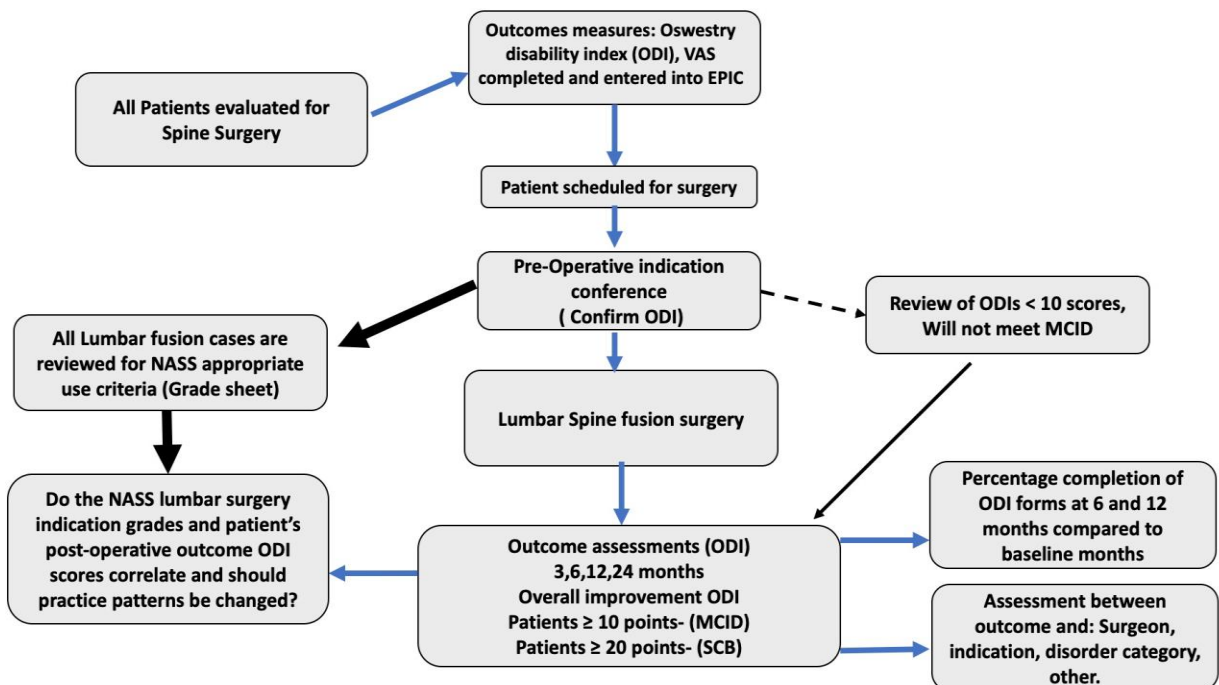 Outcomes measures: Oswestry
disability index (ODI), VAS
completed and entered into EPIC
All Patients evaluated for
Spine Surgery
Patient scheduled for surgery
Pre-Operative indication
conference
( Confirm ODI)
Review of ODIs < 10 scores,
Will not meet MCID
All Lumbar fusion cases are
reviewed for NASS appropriate
use criteria (Grade sheet)
Lumbar Spine fusion surgery
Do the NASS lumbar surgery
indication grades and patient’s
post-operative outcome ODI
scores correlate and should
practice patterns be changed?
Outcome assessments (ODI)
3,6,12,24 months
Overall improvement ODI
Patients ≥ 10 points- (MCID)
Patients ≥ 20 points- (SCB)
Percentage completion of
ODI forms at 6 and 12
months compared to
baseline months
Assessment between
outcome and: Surgeon,
indication, disorder category,
other.